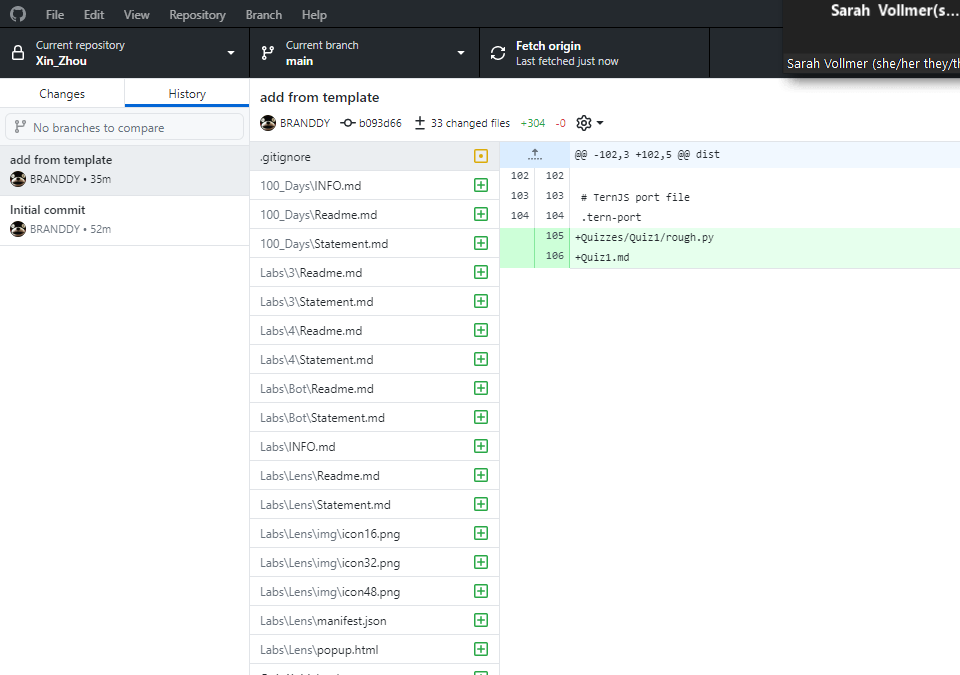 File Edit View Repository Branch Help
Sarah Vollmer(s...
Sarah Vollmer (she/her they/th
Current repository
Xin_Zhou
Current branch
main
Fetch origin
Last fetched just now
Changes
History
No branches to compare
add from template
BRANDDY • 35m
Initial commit
BRANDDY • 52m
add from template
BRANDDY b093d66 33 changed files +304 -0
.gitignore
100_Days\INFO.md
100_Days\Readme.md
100_Days\Statement.md
Labs\3\Readme.md
Labs\3\Statement.md
Labs\4\Readme.md
Labs\4\Statement.md
Labs\Bot\Readme.md
Labs\Bot\Statement.md
Labs\INFO.md
Labs\Lens\Readme.md
Labs\Lens\Statement.md
Labs\Lens\img\icon16.png
Labs\Lens\img\icon32.png
Labs\Lens\img\icon48.png
Labs\Lens\manifest.json
Labs\Lens\popup.html
@@ -102,3 +102,5 @@ dist
102 102
103 103 # TernJS port file
104 104 .tern-port
105 +Quizzes/Quiz1/rough.py
106 +Quiz1.md